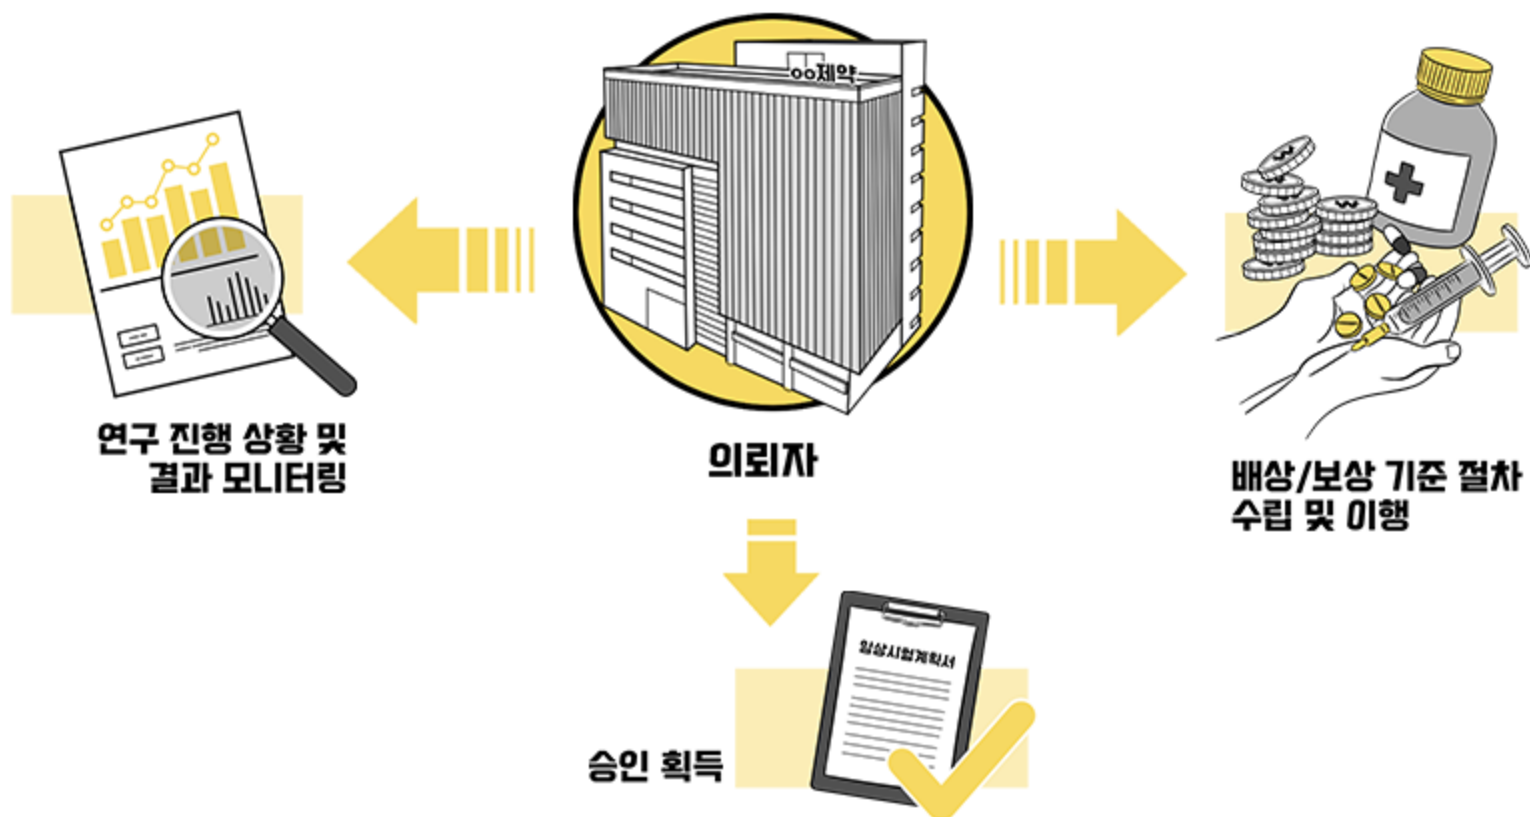 oo제약
연구 진행 상황 및
결과 모니터링
의뢰자
배상/보상 기준 절차
수립 및 이행
임상시험계획서
승인 획득